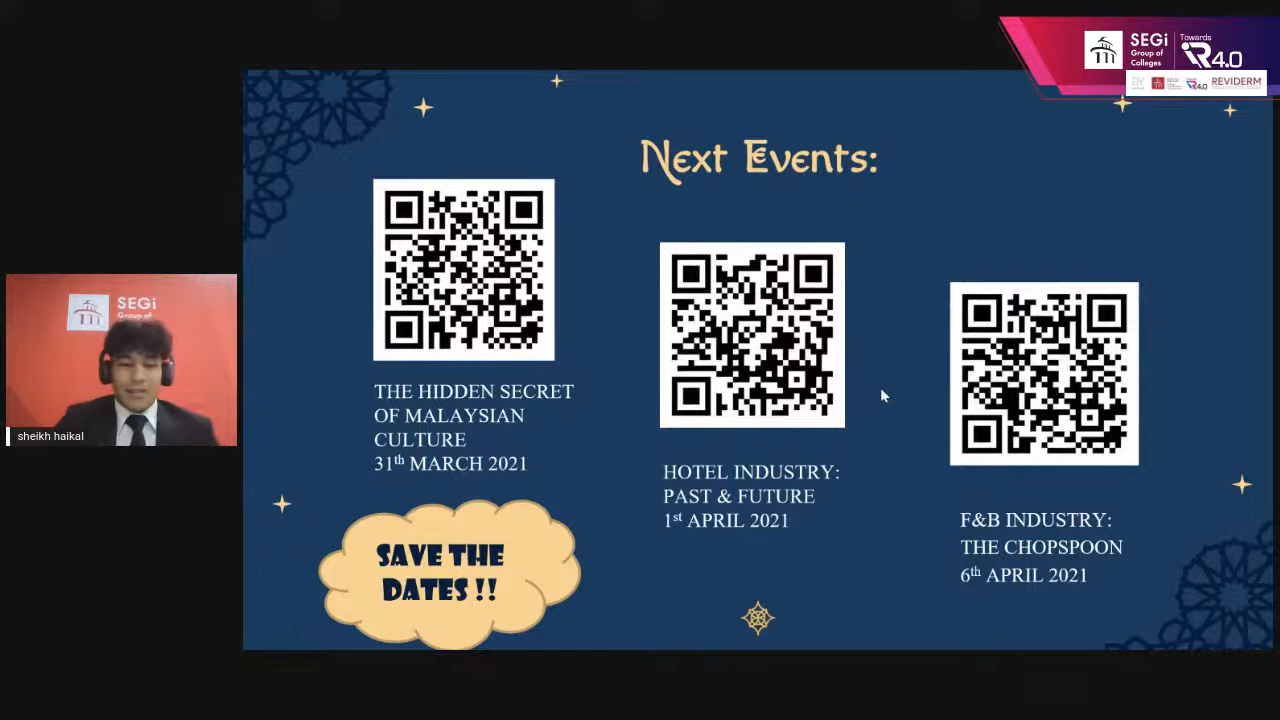 SEGi
Group of
Colleges
Towards
iR4.0
REVIDERM
Next Events:
THE HIDDEN SECRET
OF MALAYSIAN
CULTURE
31th MARCH 2021
HOTEL INDUSTRY:
PAST & FUTURE
1st APRIL 2021
F&B INDUSTRY:
THE CHOPSPOON
6th APRIL 2021
SAVE THE
DATES !!
SEGi
Group of
sheikh haikal